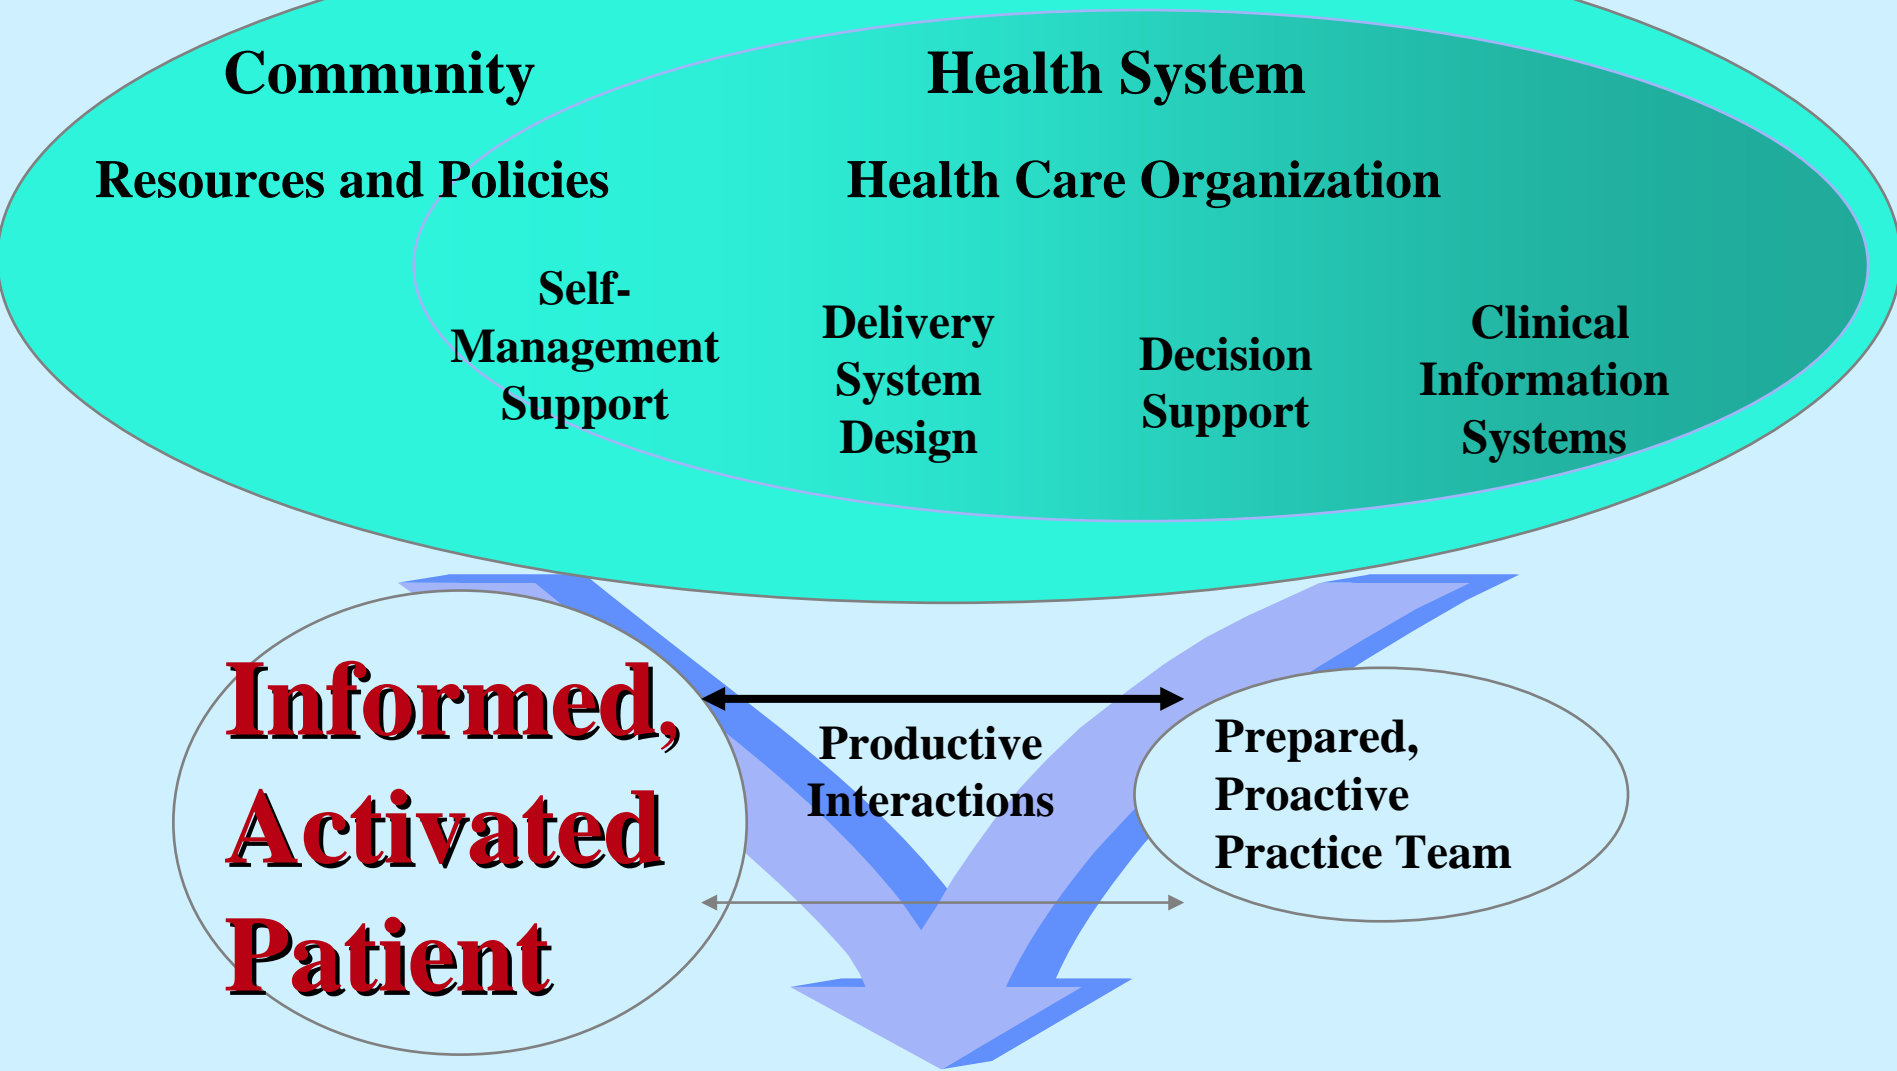 Community
Health System
Resources and Policies
Health Care Organization
Self-
Management
Support
Delivery
System
Design
Decision
Support
Clinical
Information
Systems
Informed,
Activated
Patient
Productive
Interactions
Prepared,
Proactive
Practice Team